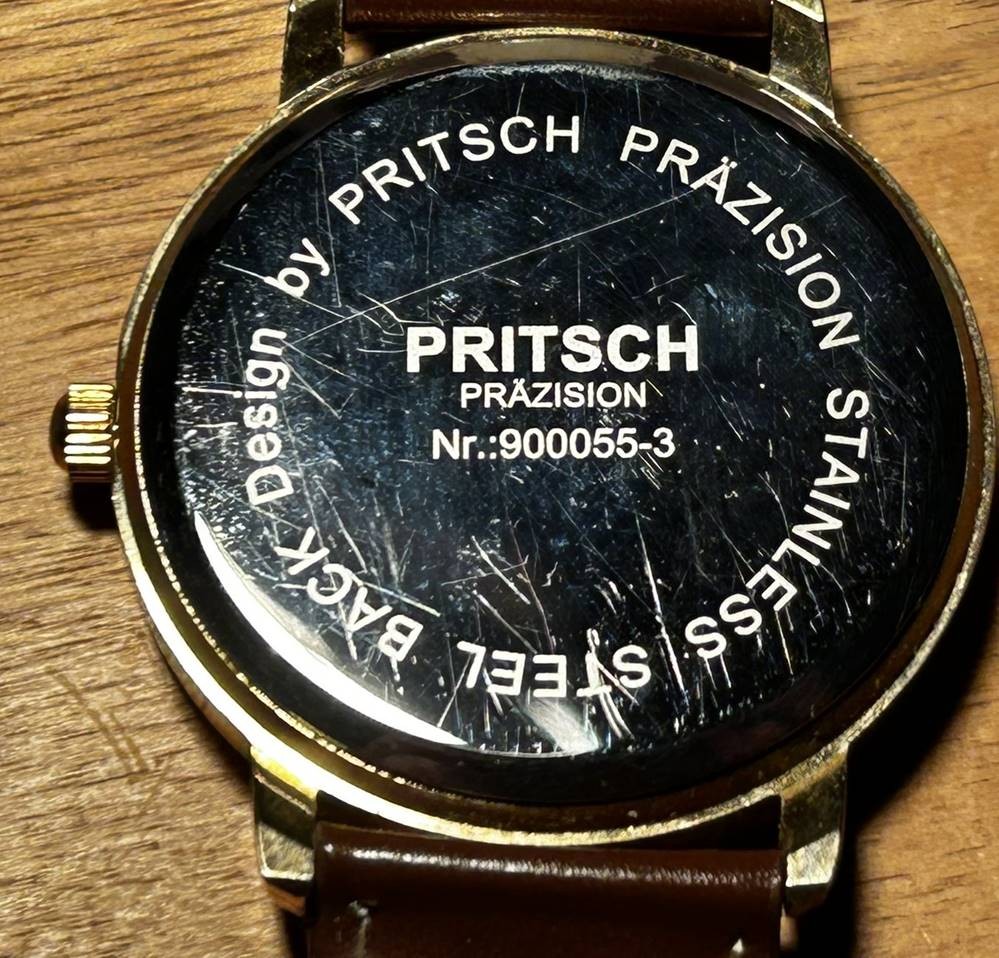 Design by PRITSCH PRÄZISION STAINLESS STEEL BACK
PRITSCH
PRÄZISION
Nr.:900055-3